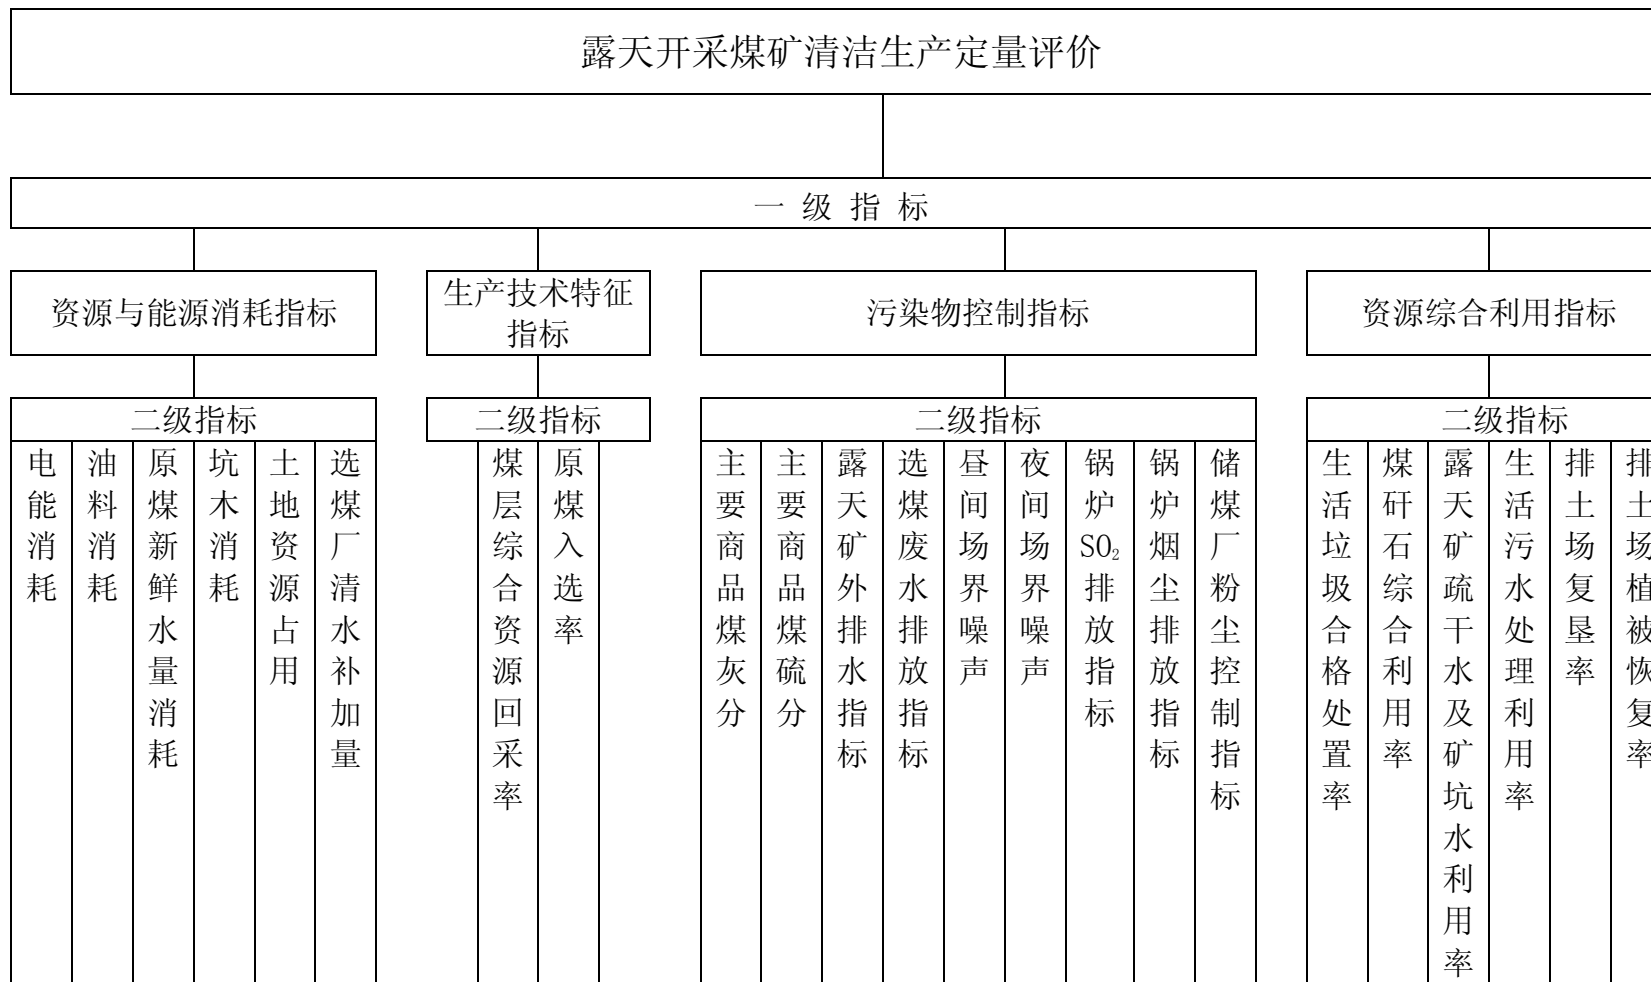 露天开采煤矿清洁生产定量评价
一 级 指 标
资源与能源消耗指标
生产技术特征
指标
污染物控制指标
资源综合利用指标
二级指标
二级指标
二级指标
二级指标
电能消耗
油料消耗
原煤新鲜水量消耗
坑木消耗
土地资源占用
选煤厂清水补加量
煤层综合资源回采率
原煤入选率
主要商品煤灰分
主要商品煤硫分
露天矿外排水指标
选煤废水排放指标
昼间场界噪声
夜间场界噪声
锅炉SO₂排放指标
锅炉烟尘排放指标
储煤厂粉尘控制指标
生活垃圾合格处置率
煤矸石综合利用率
露天矿疏干水及矿坑水利用率
生活污水处理利用率
排土场复垦率
排土场植被恢复率